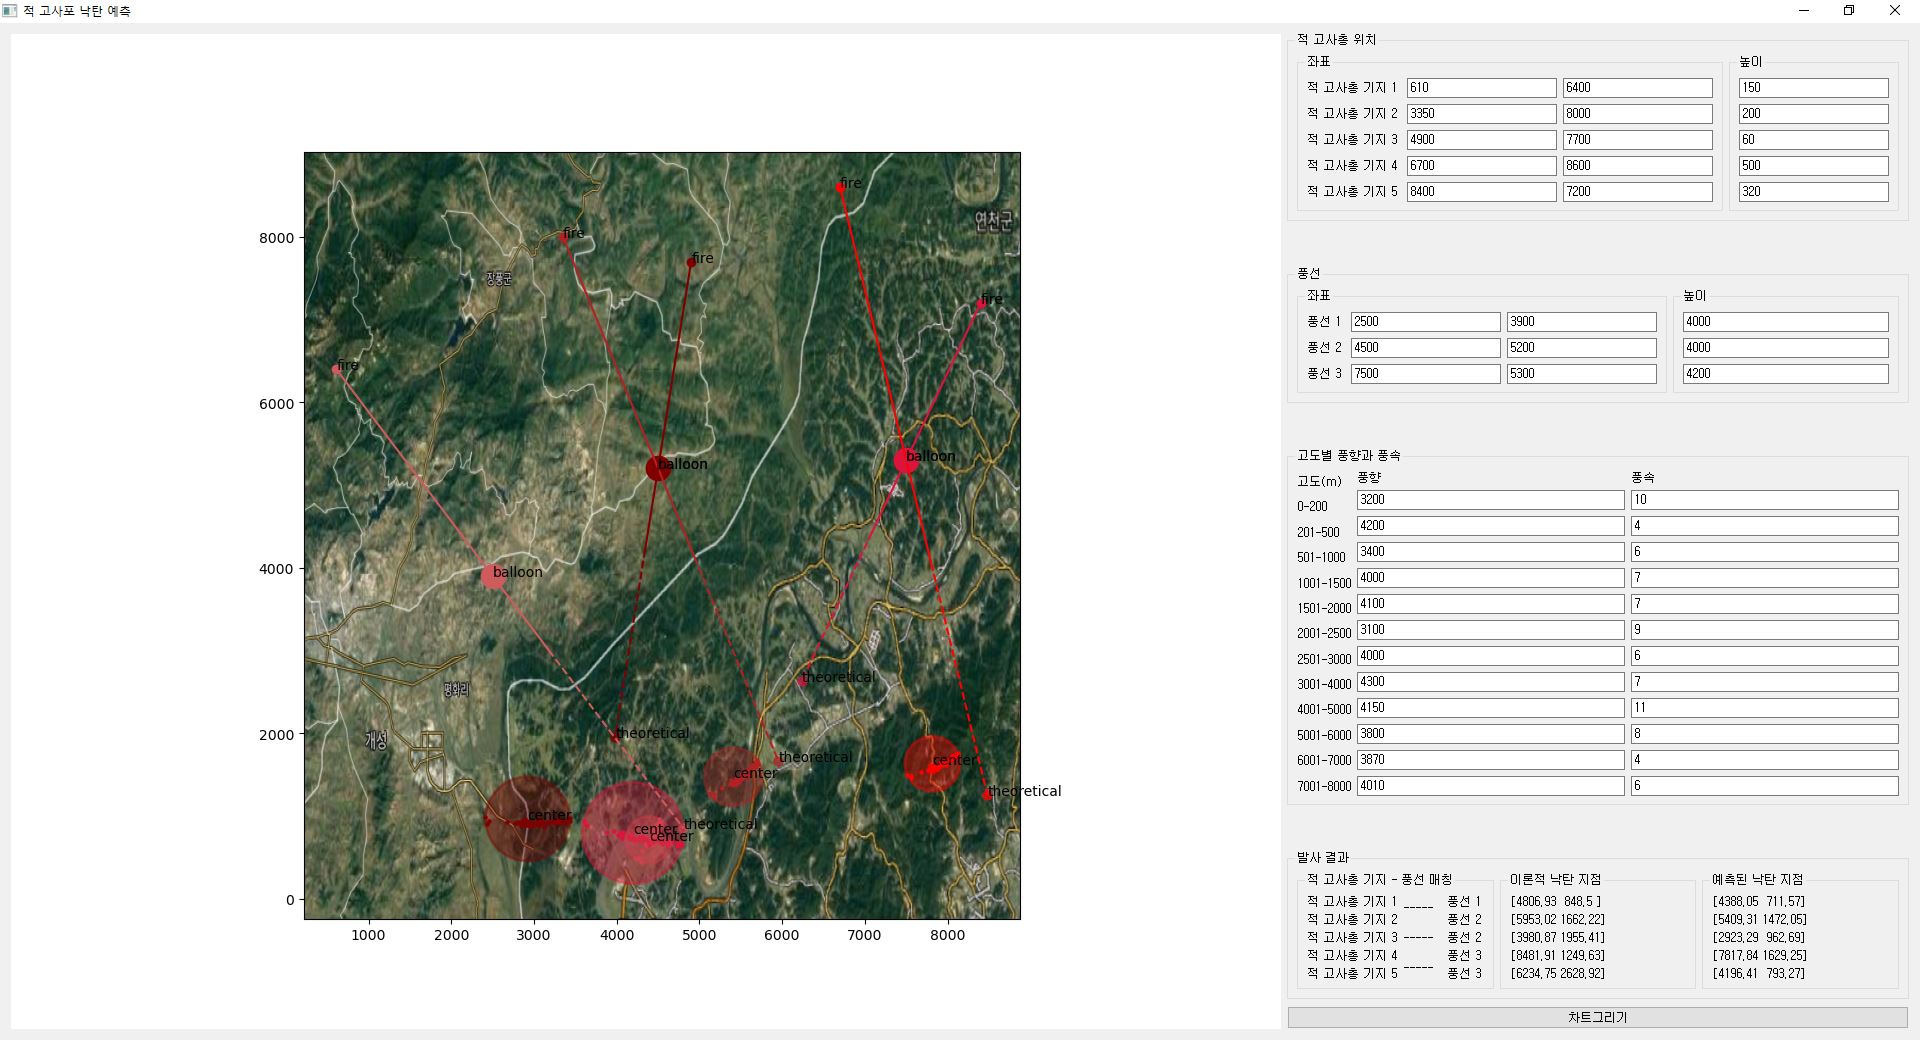 적 고사포 낙탄 예측
fire
연천군
8000
fire
fire
장풍군
fire
6000
fire
balloon
balloon
4000
balloon
평화리
theoretical
2000
개성
theoretical
theoretical
center
center
theoretical
center
center
center
theoretical
0
1000 2000 3000 4000 5000 6000 7000 8000
적 고사총 위치
좌표 높이
적 고사총 기지 1 610 6400 150
적 고사총 기지 2 3350 8000 200
적 고사총 기지 3 4900 7700 60
적 고사총 기지 4 6700 8600 500
적 고사총 기지 5 8400 7200 320
풍선
좌표 높이
풍선 1 2500 3900 4000
풍선 2 4500 5200 4000
풍선 3 7500 5300 4200
고도별 풍향과 풍속
고도(m) 풍향 풍속
0-200 3200 10
201-500 4200 4
501-1000 3400 6
1001-1500 4000 7
1501-2000 4100 7
2001-2500 3100 9
2501-3000 4000 6
3001-4000 4300 7
4001-5000 4150 11
5001-6000 3800 8
6001-7000 3870 4
7001-8000 4010 6
발사 결과
적 고사총 기지 - 풍선 매칭 이론적 낙탄 지점 예측된 낙탄 지점
적 고사총 기지 1 ----- 풍선 1 [4806.93 848.5 ] [4388.05 711.57]
적 고사총 기지 2 풍선 2 [5953.02 1662.22] [5409.31 1472.05]
적 고사총 기지 3 ----- 풍선 2 [3980.87 1955.41] [2923.29 962.69]
적 고사총 기지 4 풍선 3 [8481.91 1249.63] [7817.84 1629.25]
적 고사총 기지 5 ----- 풍선 3 [6234.75 2628.92] [4196.41 793.27]
차트그리기